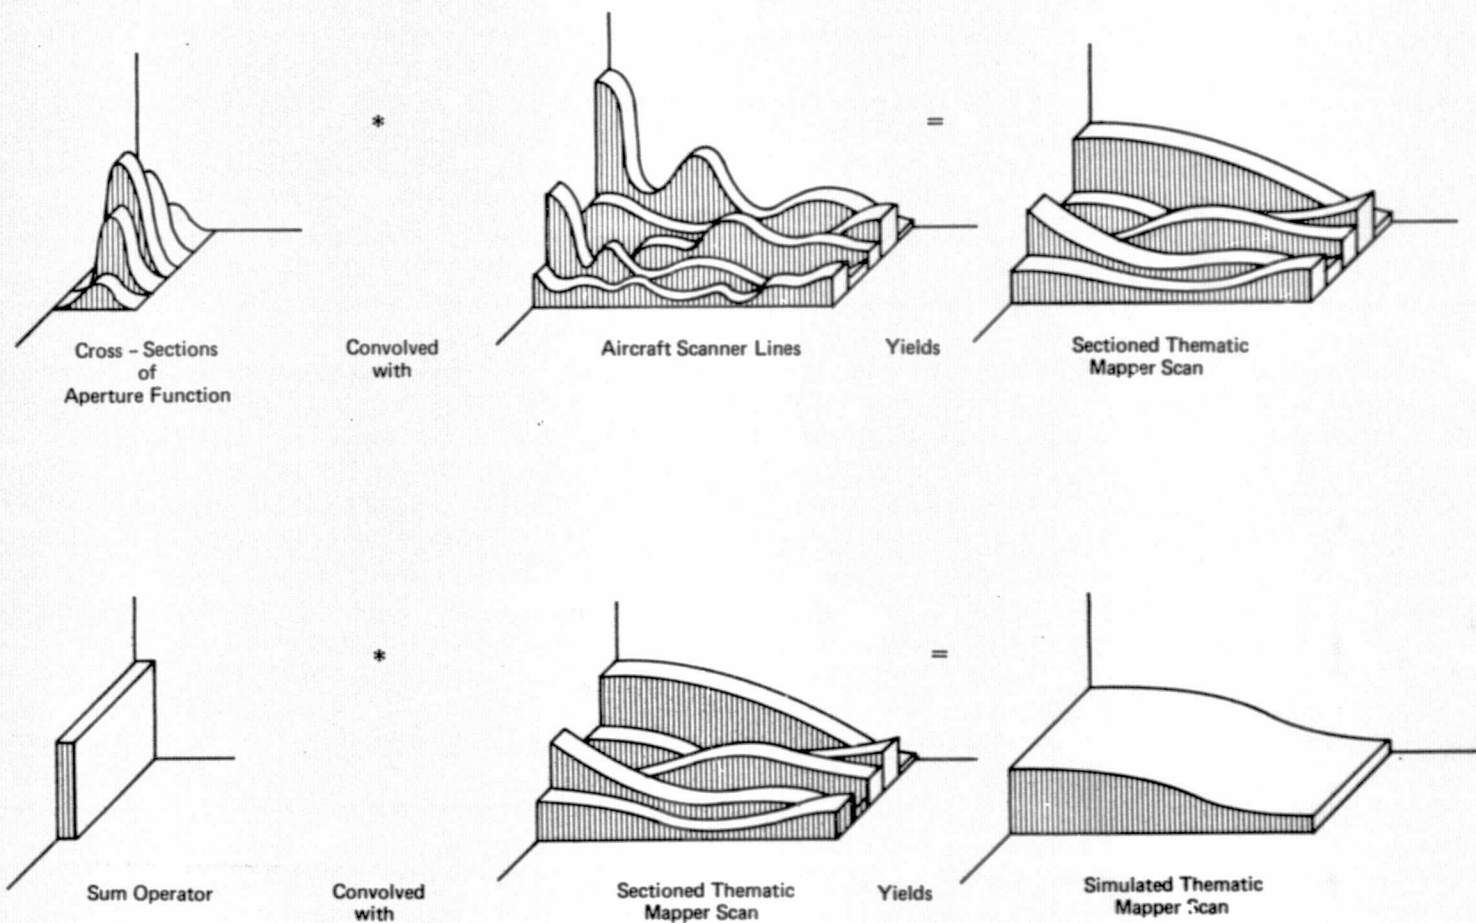 *
=
Cross - Sections
of
Aperture Function
Convolved
with
Aircraft Scanner Lines
Yields
Sectioned Thematic
Mapper Scan
*
=
Sum Operator
Convolved
with
Sectioned Thematic
Mapper Scan
Yields
Simulated Thematic
Mapper Scan